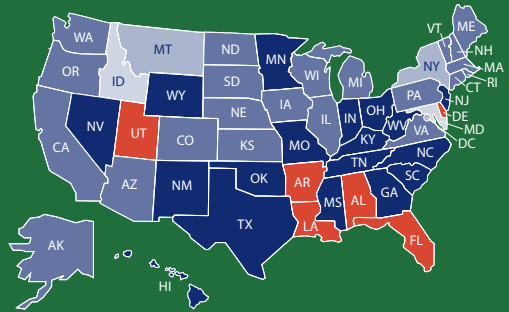 WA
OR
CA
NV
ID
MT
WY
UT
AZ
CO
NM
ND
SD
NE
KS
OK
TX
MN
IA
MO
AR
LA
WI
IL
MI
IN
OH
KY
TN
MS
AL
GA
FL
SC
NC
VA
WV
PA
NY
VT
ME
NH
MA
RI
CT
NJ
DE
MD
DC
AK
HI